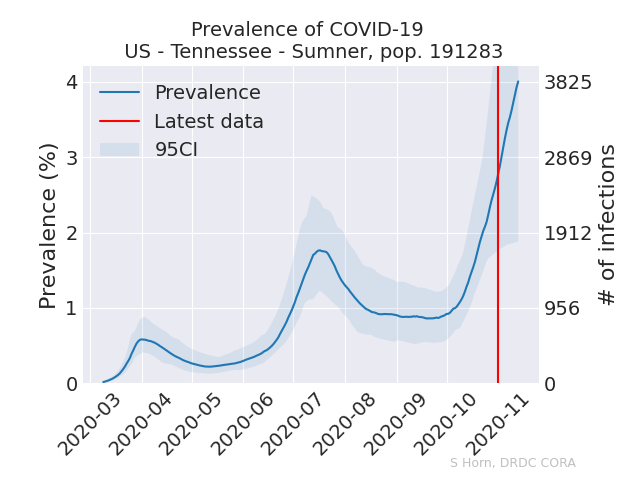 Prevalence of COVID-19
US - Tennessee - Sumner, pop. 191283
Prevalence
Latest data
95CI
Prevalence (%)
4
3
2
1
0
3825
2869
1912
956
0
# of infections
2020-03
2020-04
2020-05
2020-06
2020-07
2020-08
2020-09
2020-10
2020-11
S Horn, DRDC CORA